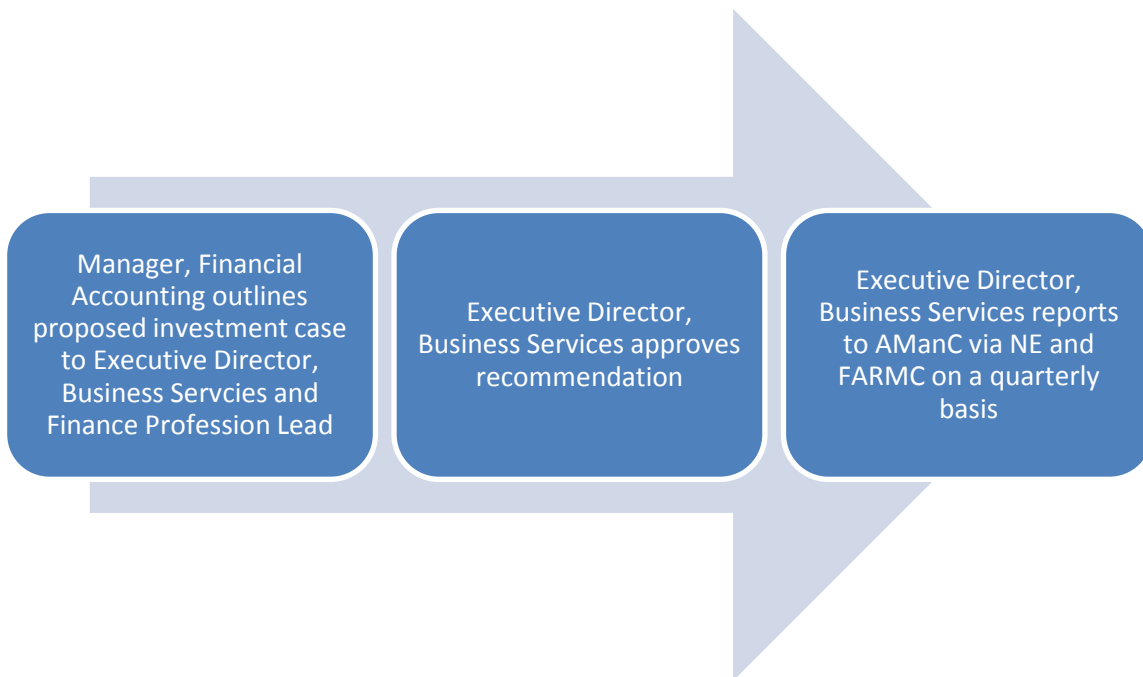 Manager, Financial
Accounting outlines
proposed investment case
to Executive Director,
Business Servcies and
Finance Profession Lead
Executive Director,
Business Services approves
recommendation
Executive Director,
Business Services reports
to AManC via NE and
FARMC on a quarterly
basis